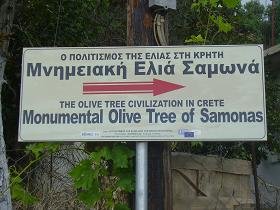 Ο ΠΟΛΙΤΙΣΜΟΣ ΤΗΣ ΕΛΙΑΣ ΣΤΗ ΚΡΗΤΗ
Μνημειακή Ελιά Σαμωνά
THE OLIVE TREE CIVILIZATION IN CRETE
Monumental Olive Tree of Samonas